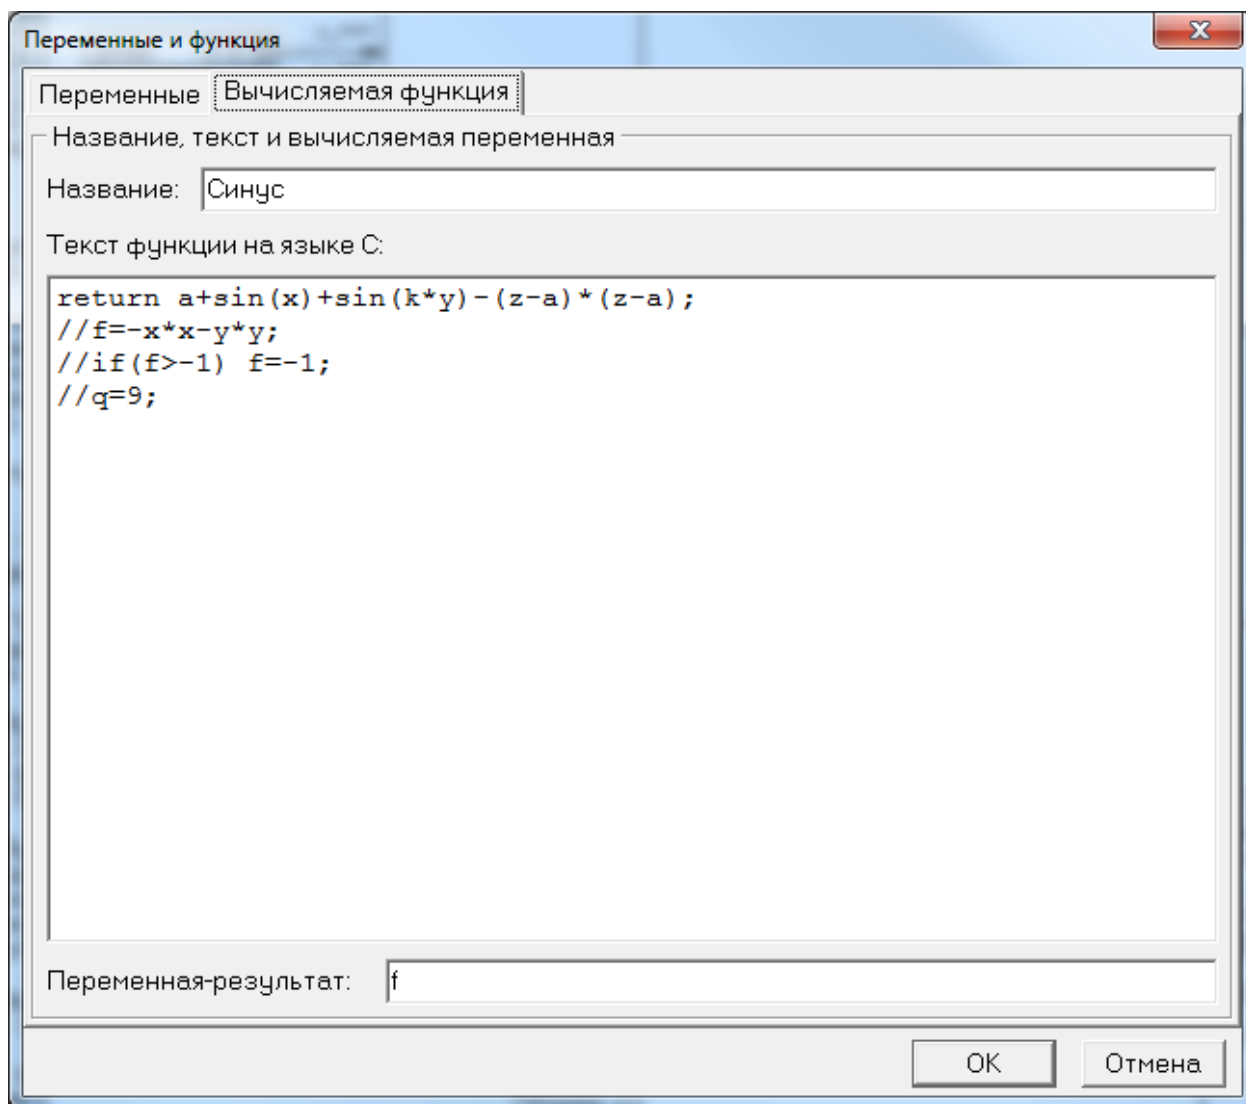 Переменные и функция
Переменные Вычисляемая функция
Название, текст и вычисляемая переменная
Название: Синус
Текст функции на языке C:
return a+sin(x)+sin(k*y)-(z-a)*(z-a);
//f=-x*x-y*y;
//if(f>-1) f=-1;
//q=9;
Переменная-результат: f
OK Отмена